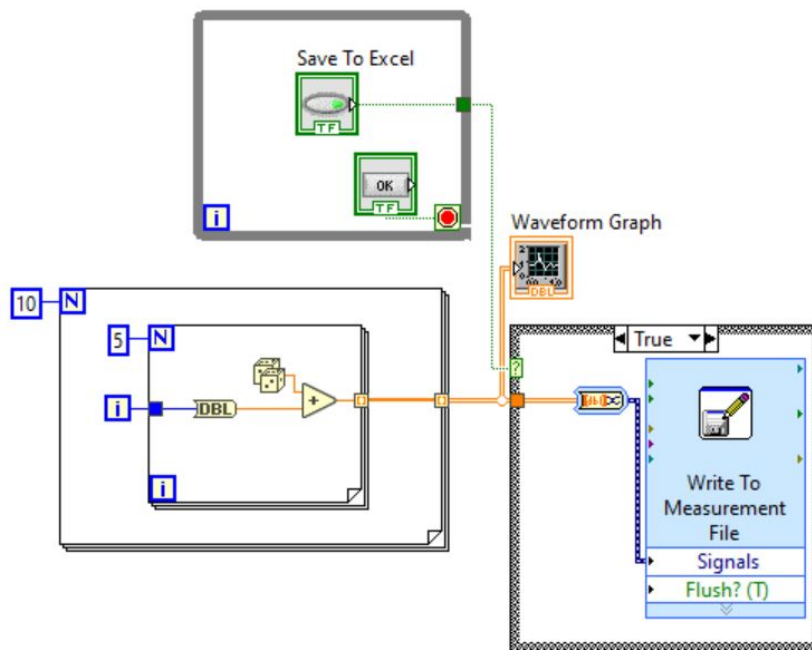 Save To Excel
TF
OK
TF
i
Waveform Graph
DBL
10
N
5
N
True
i
DBL
?
i
Write To
Measurement
File
Signals
Flush? (T)